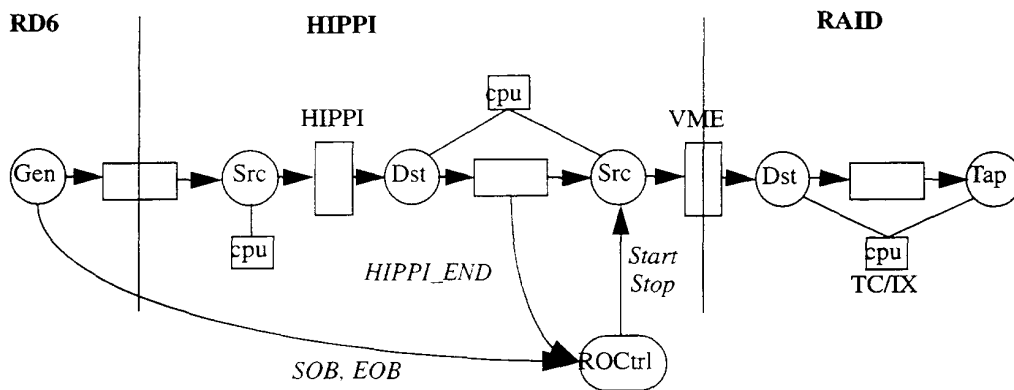 RD6
HIPPI
RAID
cpu
HIPPI
VME
Gen
Src
Dst
Src
Dst
Tap
cpu
HIPPI_END
Start
Stop
cpu
TC/IX
SOB, EOB
ROCtrl